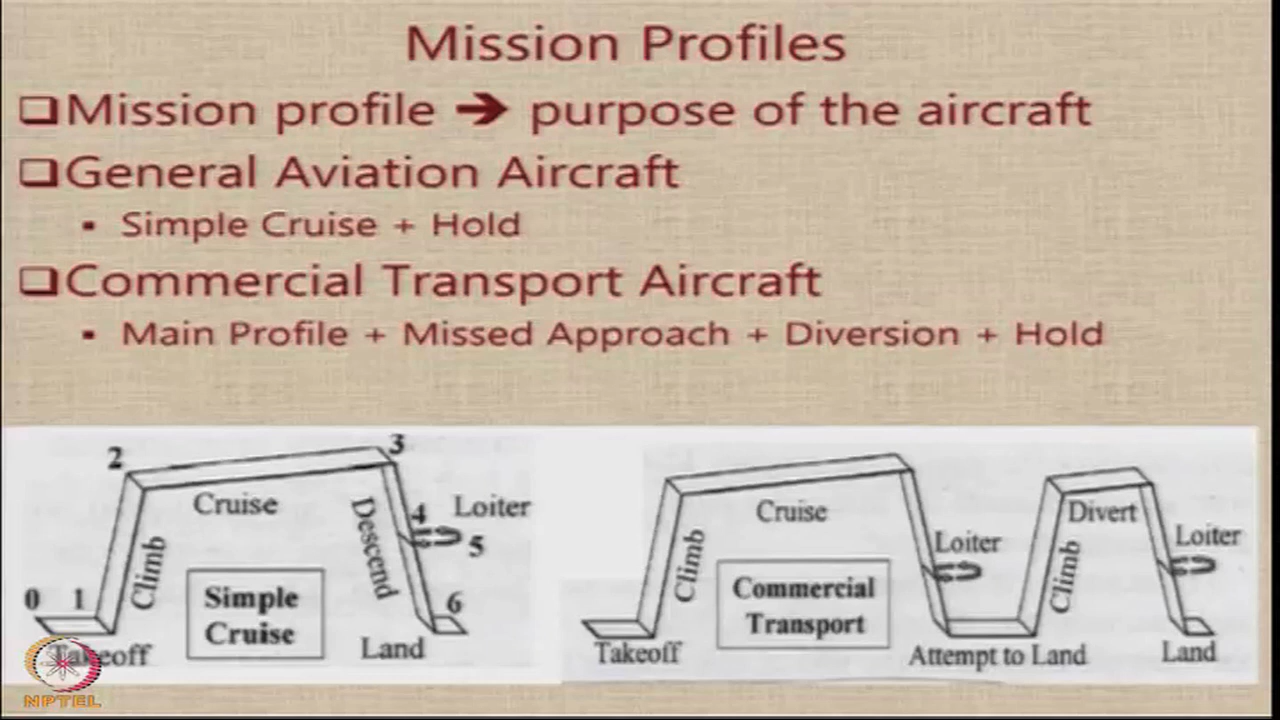 Mission Profiles
❑Mission profile ➔ purpose of the aircraft
❑General Aviation Aircraft
▪ Simple Cruise + Hold
❑Commercial Transport Aircraft
▪ Main Profile + Missed Approach + Diversion + Hold
0 1 2 3 4 5 6
Takeoff
Climb
Cruise
Descend
Loiter
Land
Simple
Cruise
Takeoff
Climb
Cruise
Loiter
Attempt to Land
Climb
Divert
Loiter
Land
Commercial
Transport
NPTEL